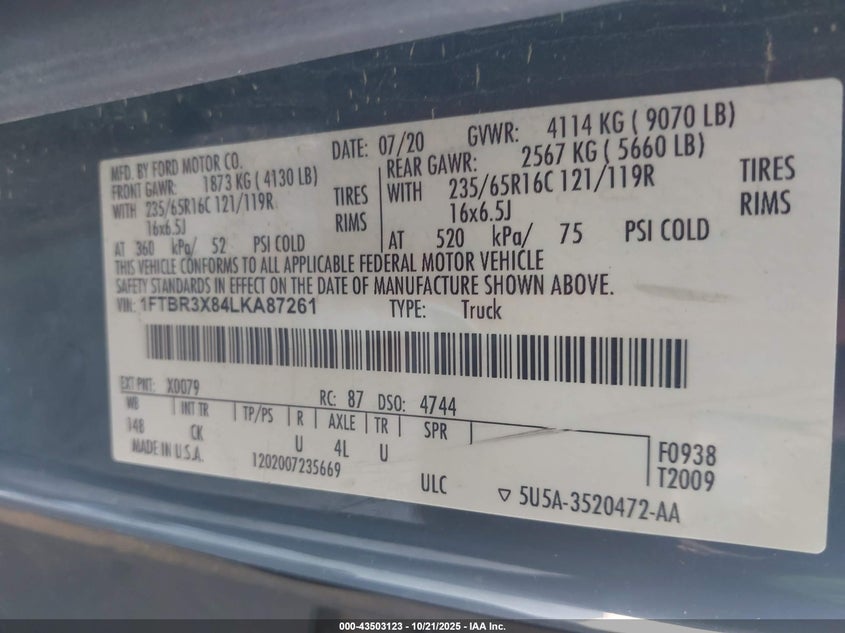 MFD. BY FORD MOTOR CO.
DATE: 07/20
GVWR: 4114 KG ( 9070 LB)
FRONT GAWR: 1873 KG ( 4130 LB)
WITH 235/65R16C 121/119R TIRES
16x6.5J RIMS
AT 360 kPa/ 52 PSI COLD
REAR GAWR: 2567 KG ( 5660 LB)
WITH 235/65R16C 121/119R TIRES
16x6.5J RIMS
AT 520 kPa/ 75 PSI COLD
THIS VEHICLE CONFORMS TO ALL APPLICABLE FEDERAL MOTOR VEHICLE
SAFETY STANDARDS IN EFFECT ON THE DATE OF MANUFACTURE SHOWN ABOVE.
VIN: 1FTBR3X84LKA87261 TYPE: Truck
EXT PNT: X0079 RC: 87 DSO: 4744
WB INT TR TP/PS R AXLE TR SPR
148 CK U 4L U
F0938
T2009
MADE IN U.S.A. 1202007235669 ULC
▽ 5U5A-3520472-AA
000-43503123 - 10/21/2025 - IAA Inc.